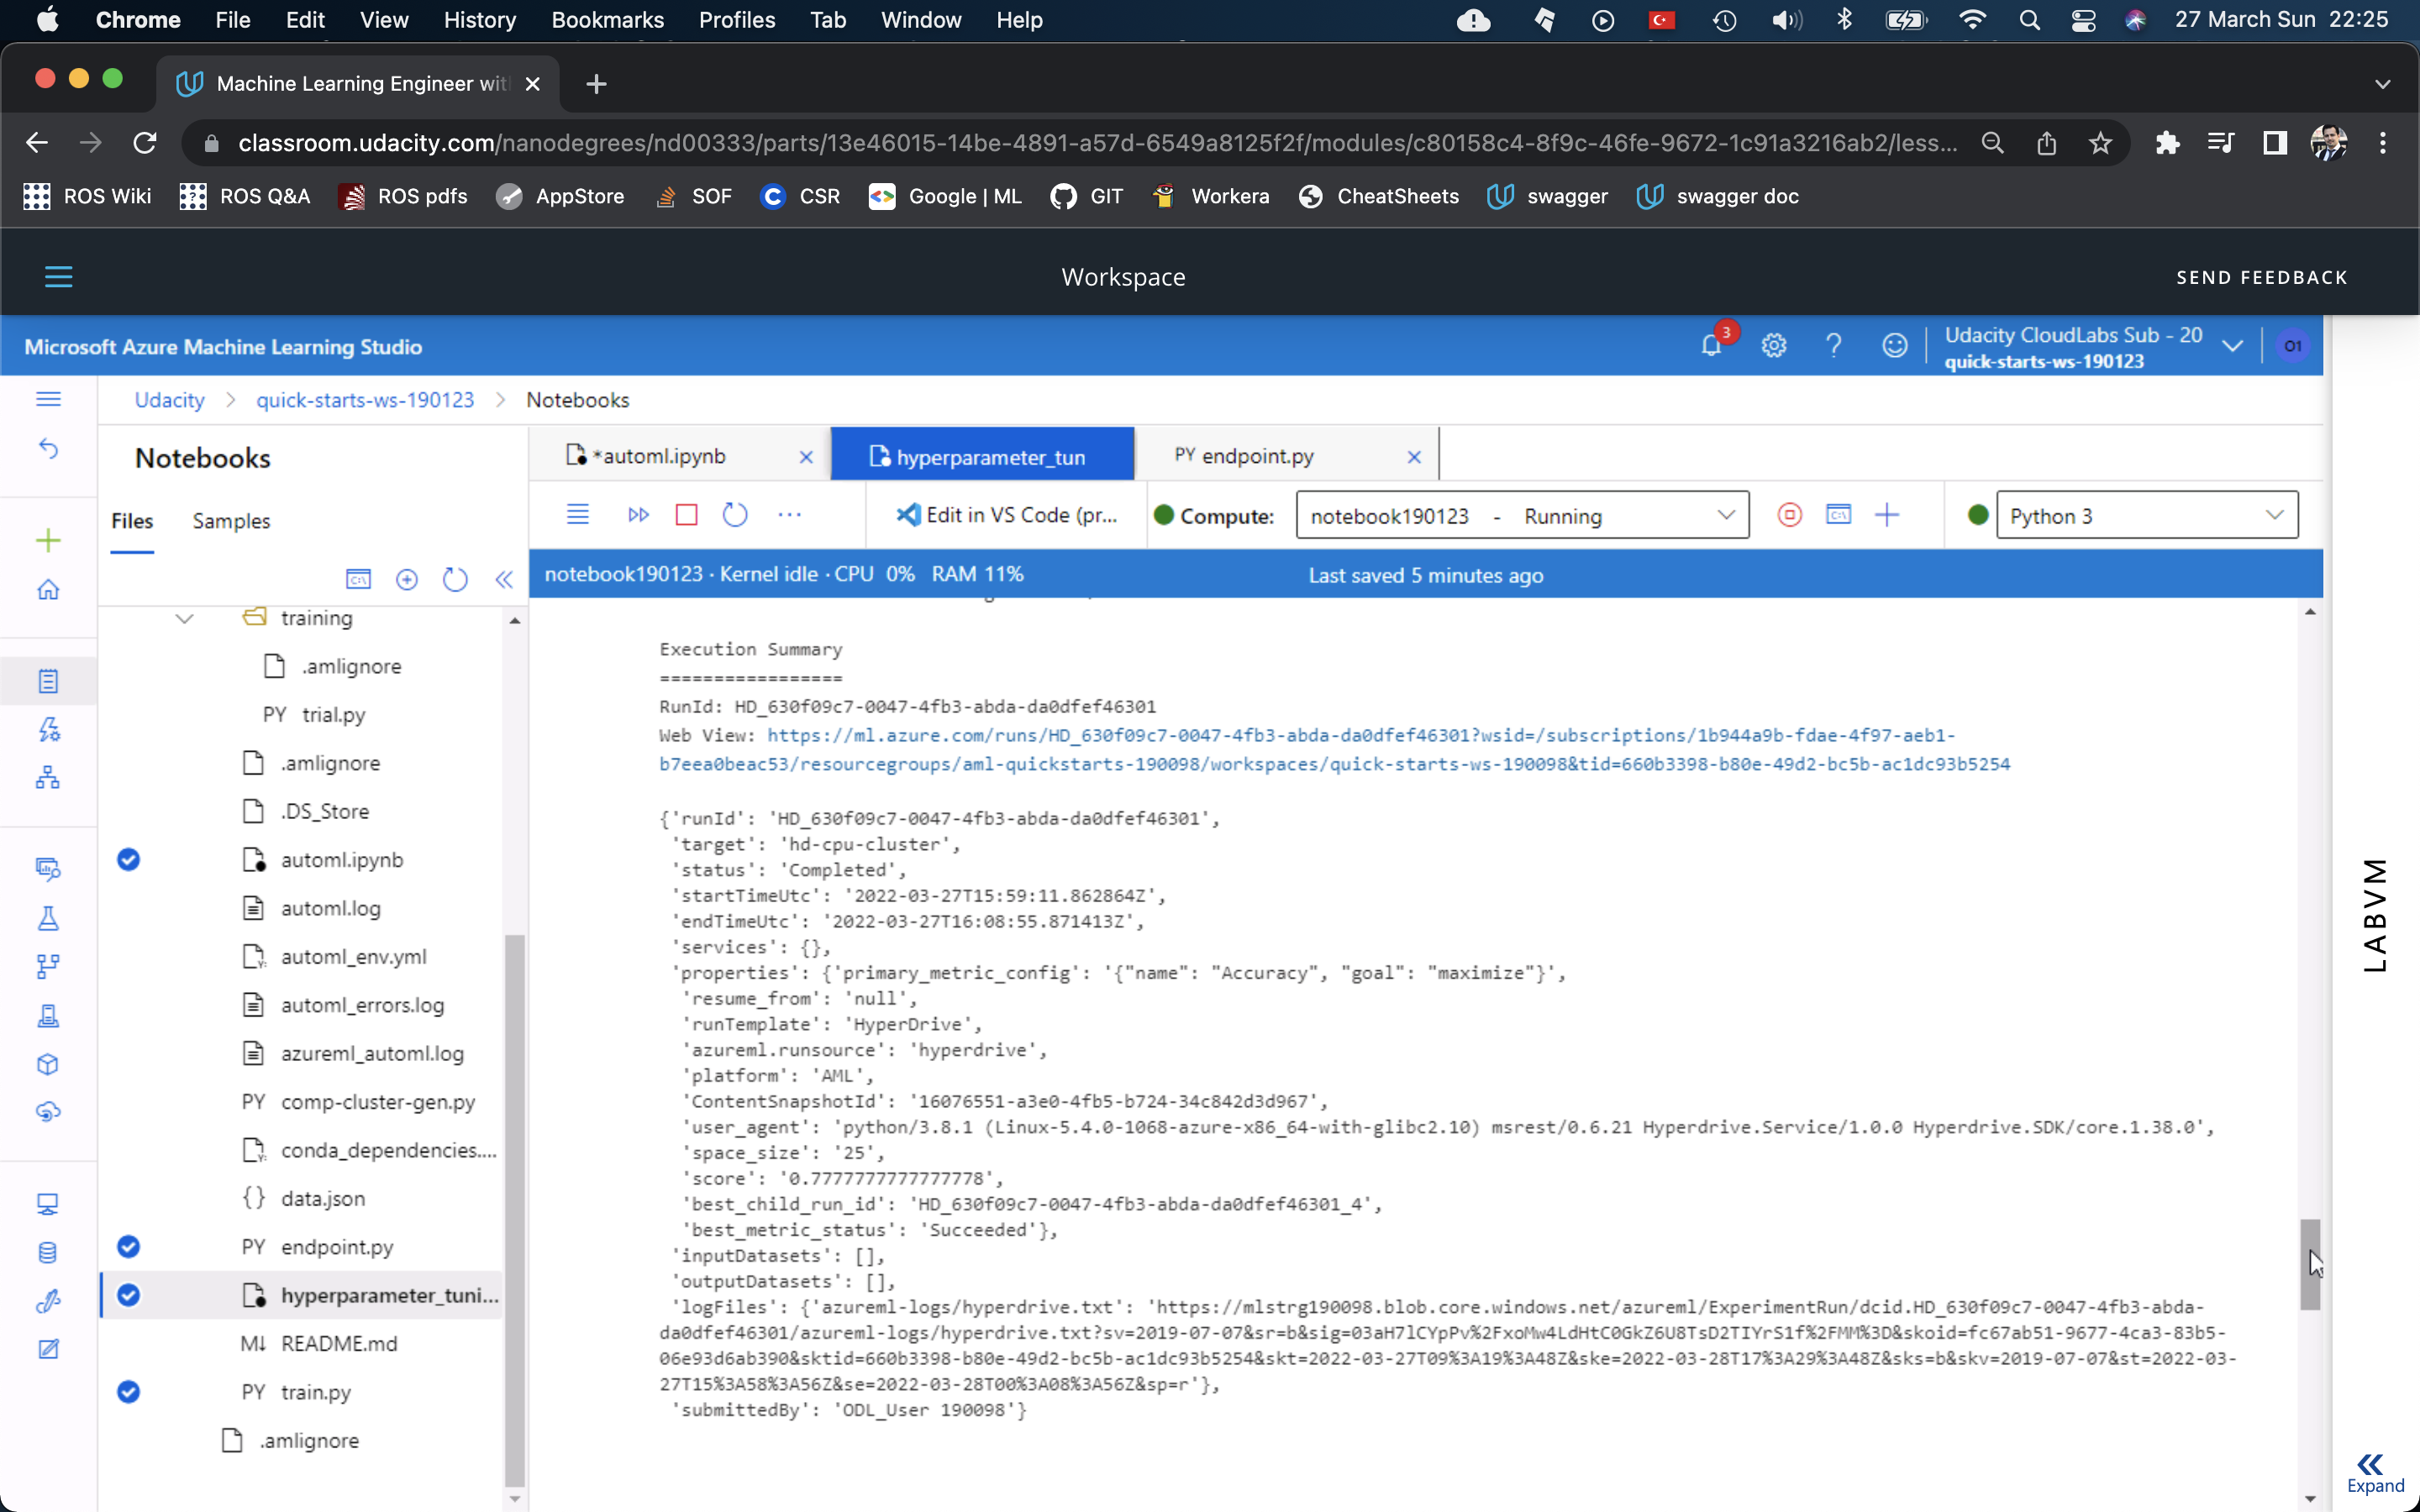 Chrome File Edit View History Bookmarks Profiles Tab Window Help 27 March Sun 22:25
Machine Learning Engineer wit
classroom.udacity.com/nanodegrees/nd00333/parts/13e46015-14be-4891-a57d-6549a8125f2f/modules/c80158c4-8f9c-46fe-9672-1c91a3216ab2/less...
ROS Wiki ROS Q&A ROS pdfs AppStore SOF CSR Google | ML GIT Workera CheatSheets swagger swagger doc
Workspace
SEND FEEDBACK
Microsoft Azure Machine Learning Studio
3
Udacity CloudLabs Sub - 20
quick-starts-ws-190123
O1
Udacity > quick-starts-ws-190123 > Notebooks
Notebooks
Files Samples
training
.amlignore
PY trial.py
.amlignore
.DS_Store
automl.ipynb
automl.log
automl_env.yml
automl_errors.log
azureml_automl.log
PY comp-cluster-gen.py
conda_dependencies....
{} data.json
PY endpoint.py
hyperparameter_tuni...
M↓ README.md
PY train.py
.amlignore
*automl.ipynb
hyperparameter_tun
PY endpoint.py
Edit in VS Code (pr...
Compute: notebook190123 - Running
Python 3
notebook190123 · Kernel idle · CPU 0% RAM 11%
Last saved 5 minutes ago
Execution Summary
=================
RunId: HD_630f09c7-0047-4fb3-abda-da0dfef46301
Web View: https://ml.azure.com/runs/HD_630f09c7-0047-4fb3-abda-da0dfef46301?wsid=/subscriptions/1b944a9b-fdae-4f97-aeb1-
b7eea0beac53/resourcegroups/aml-quickstarts-190098/workspaces/quick-starts-ws-190098&tid=660b3398-b80e-49d2-bc5b-ac1dc93b5254
{'runId': 'HD_630f09c7-0047-4fb3-abda-da0dfef46301',
'target': 'hd-cpu-cluster',
'status': 'Completed',
'startTimeUtc': '2022-03-27T15:59:11.862864Z',
'endTimeUtc': '2022-03-27T16:08:55.871413Z',
'services': {},
'properties': {'primary_metric_config': '{"name": "Accuracy", "goal": "maximize"}',
'resume_from': 'null',
'runTemplate': 'HyperDrive',
'azureml.runsource': 'hyperdrive',
'platform': 'AML',
'ContentSnapshotId': '16076551-a3e0-4fb5-b724-34c842d3d967',
'user_agent': 'python/3.8.1 (Linux-5.4.0-1068-azure-x86_64-with-glibc2.10) msrest/0.6.21 Hyperdrive.Service/1.0.0 Hyperdrive.SDK/core.1.38.0',
'space_size': '25',
'score': '0.7777777777777778',
'best_child_run_id': 'HD_630f09c7-0047-4fb3-abda-da0dfef46301_4',
'best_metric_status': 'Succeeded'},
'inputDatasets': [],
'outputDatasets': [],
'logFiles': {'azureml-logs/hyperdrive.txt': 'https://mlstrg190098.blob.core.windows.net/azureml/ExperimentRun/dcid.HD_630f09c7-0047-4fb3-abda-
da0dfef46301/azureml-logs/hyperdrive.txt?sv=2019-07-07&sr=b&sig=03aH7lCYpPv%2FxoMw4LdHtC0GkZ6U8TsD2TIYrS1f%2FMM%3D&skoid=fc67ab51-9677-4ca3-83b5-
06e93d6ab390&sktid=660b3398-b80e-49d2-bc5b-ac1dc93b5254&skt=2022-03-27T09%3A19%3A48Z&ske=2022-03-28T17%3A29%3A48Z&sks=b&skv=2019-07-07&st=2022-03-
27T15%3A58%3A56Z&se=2022-03-28T00%3A08%3A56Z&sp=r'},
'submittedBy': 'ODL_User 190098'}
LABVM
Expand